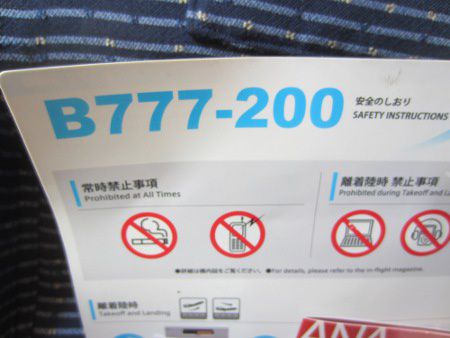 B777-200
安全のしおり
SAFETY INSTRUCTIONS
常時禁止事項
Prohibited at All Times
離着陸時 禁止事項
Prohibited during Takeoff and La
●詳細は機内誌をご覧ください。 ●For details, please refer to the in-flight magazine.
離着陸時
Takeoff and Landing
ANA